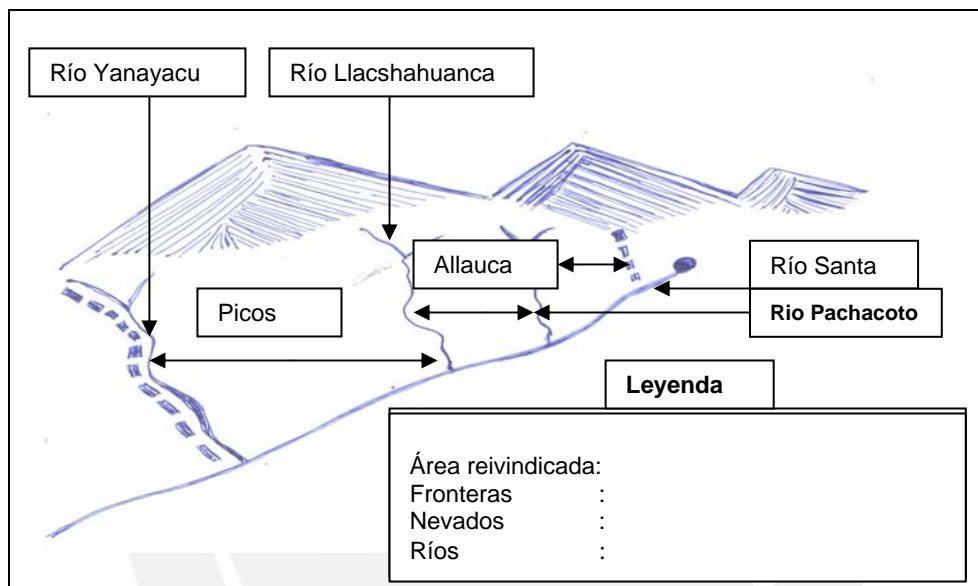 Río Yanayacu
Río Llacshahuanca
Allauca
Río Santa
Picos
Rio Pachacoto
Leyenda
Área reivindicada:
Fronteras :
Nevados :
Ríos :